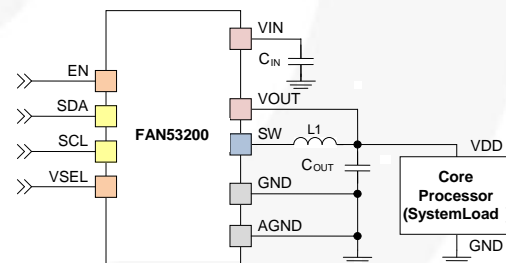 VIN
CIN
EN
SDA
SCL
VSEL
FAN53200
VOUT
SW
L1
COUT
GND
AGND
VDD
Core
Processor
(SystemLoad
GND